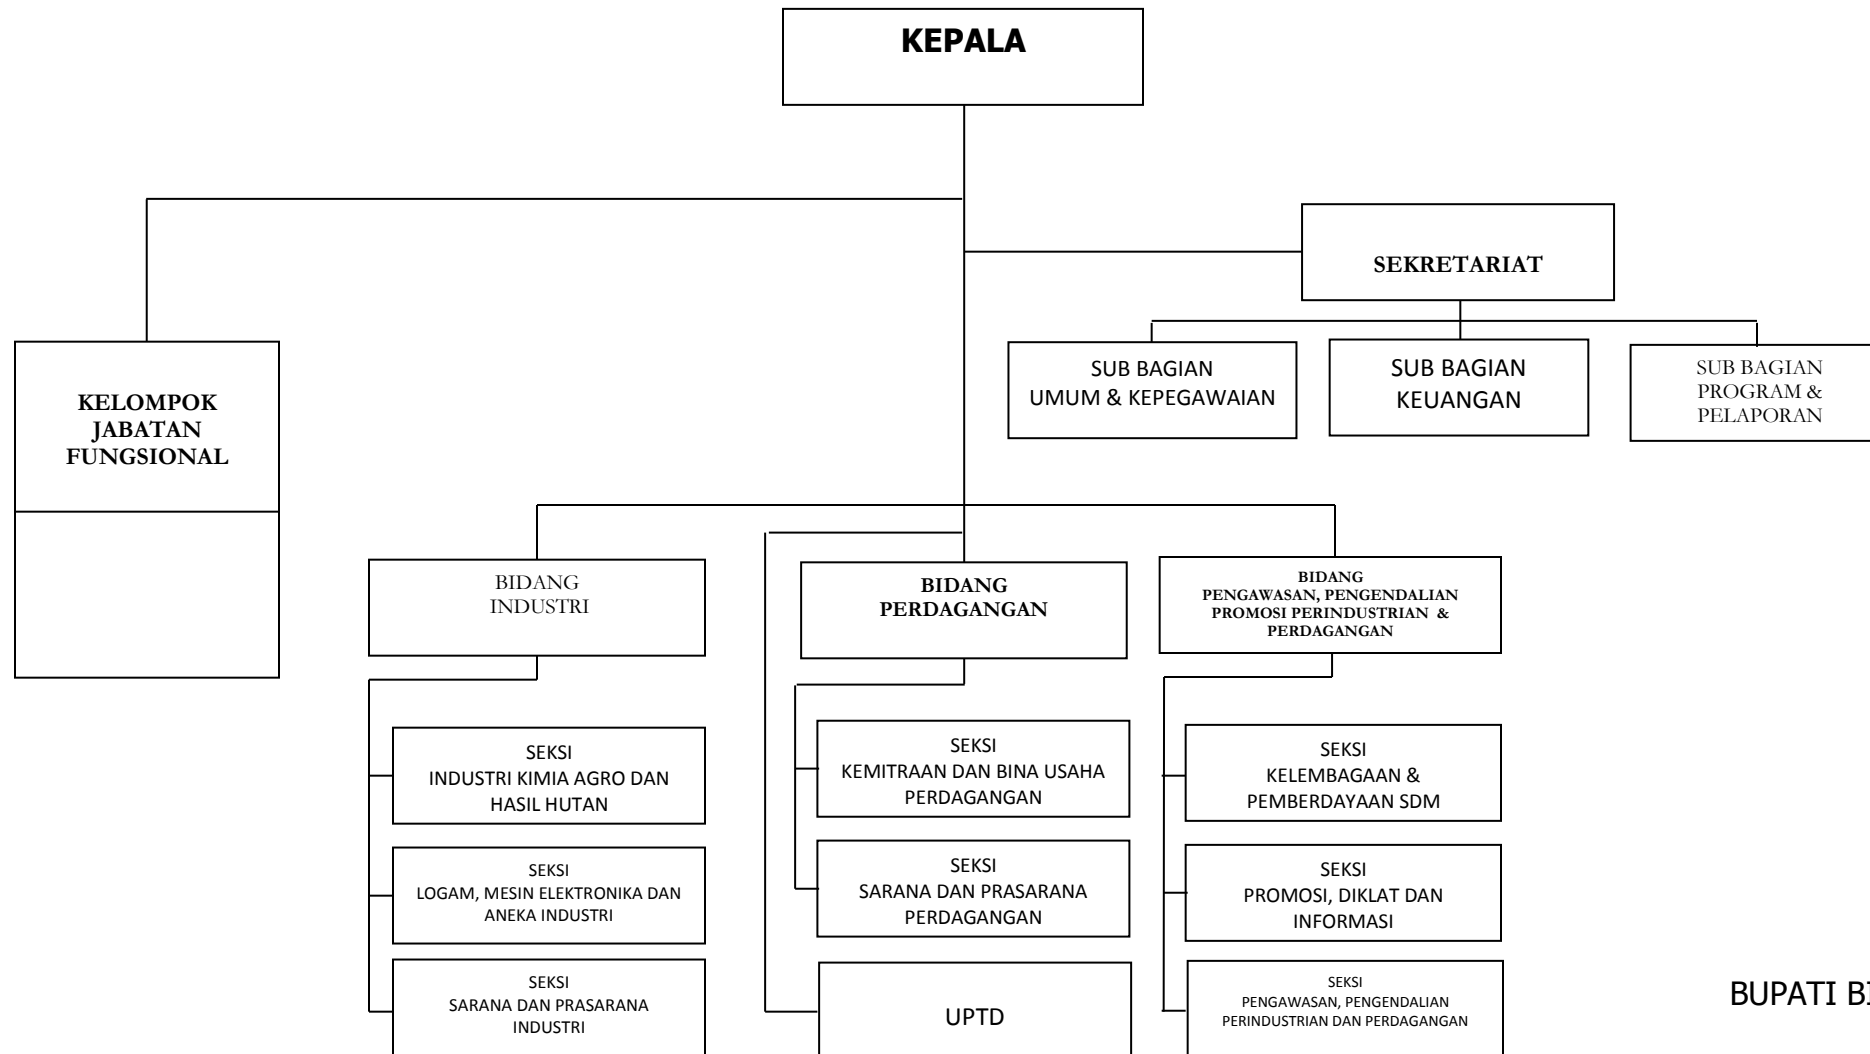 KEPALA
SEKRETARIAT
KELOMPOK
JABATAN
FUNGSIONAL
SUB BAGIAN
UMUM & KEPEGAWAIAN
SUB BAGIAN
KEUANGAN
SUB BAGIAN
PROGRAM &
PELAPORAN
BIDANG
INDUSTRI
BIDANG
PERDAGANGAN
BIDANG
PENGAWASAN, PENGENDALIAN
PROMOSI PERINDUSTRIAN &
PERDAGANGAN
SEKSI
INDUSTRI KIMIA AGRO DAN
HASIL HUTAN
SEKSI
LOGAM, MESIN ELEKTRONIKA DAN
ANEKA INDUSTRI
SEKSI
SARANA DAN PRASARANA
INDUSTRI
SEKSI
KEMITRAAN DAN BINA USAHA
PERDAGANGAN
SEKSI
SARANA DAN PRASARANA
PERDAGANGAN
UPTD
SEKSI
KELEMBAGAAN &
PEMBERDAYAAN SDM
SEKSI
PROMOSI, DIKLAT DAN
INFORMASI
SEKSI
PENGAWASAN, PENGENDALIAN
PERINDUSTRIAN DAN PERDAGANGAN
BUPATI